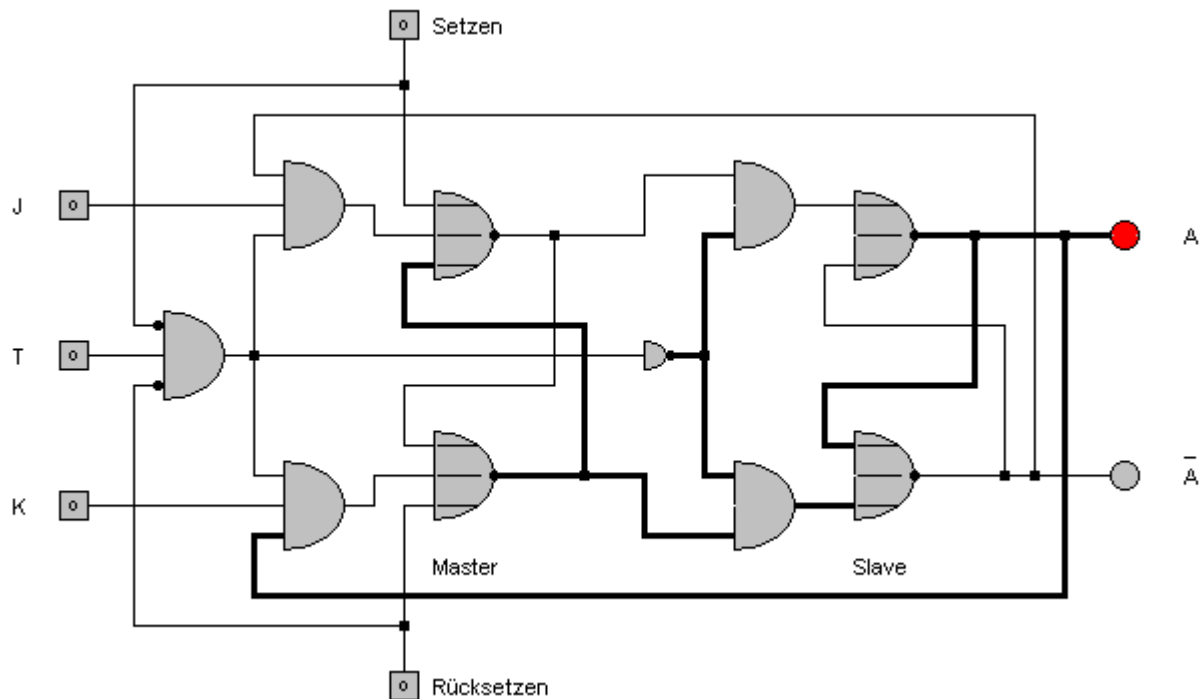 o Setzen
J o
A
T o
K o
A̅
Master Slave
o Rücksetzen